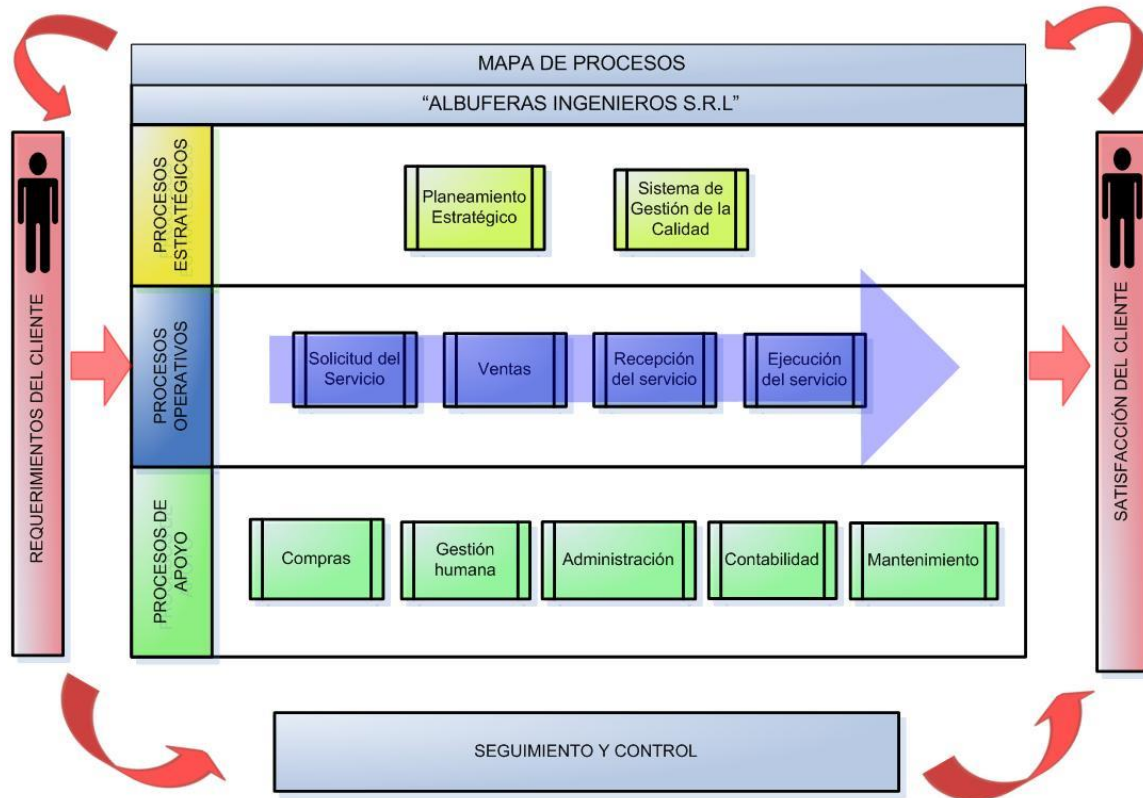 MAPA DE PROCESOS
“ALBUFERAS INGENIEROS S.R.L”
REQUERIMIENTOS DEL CLIENTE
PROCESOS
ESTRATÉGICOS
Planeamiento
Estratégico
Sistema de
Gestión de la
Calidad
PROCESOS
OPERATIVOS
Solicitud del
Servicio
Ventas
Recepción
del servicio
Ejecución
del servicio
PROCESOS DE
APOYO
Compras
Gestión
humana
Administración
Contabilidad
Mantenimiento
SATISFACCIÓN DEL CLIENTE
SEGUIMIENTO Y CONTROL